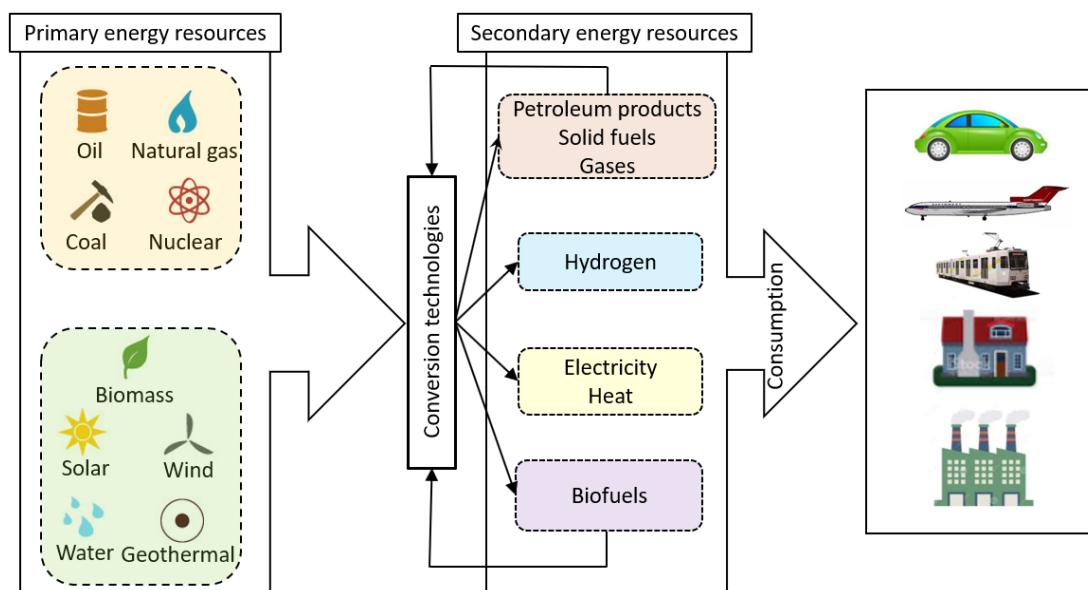 Primary energy resources
Secondary energy resources
Oil
Natural gas
Coal
Nuclear
Biomass
Solar
Wind
Water
Geothermal
Conversion technologies
Petroleum products
Solid fuels
Gases
Hydrogen
Electricity
Heat
Biofuels
Consumption